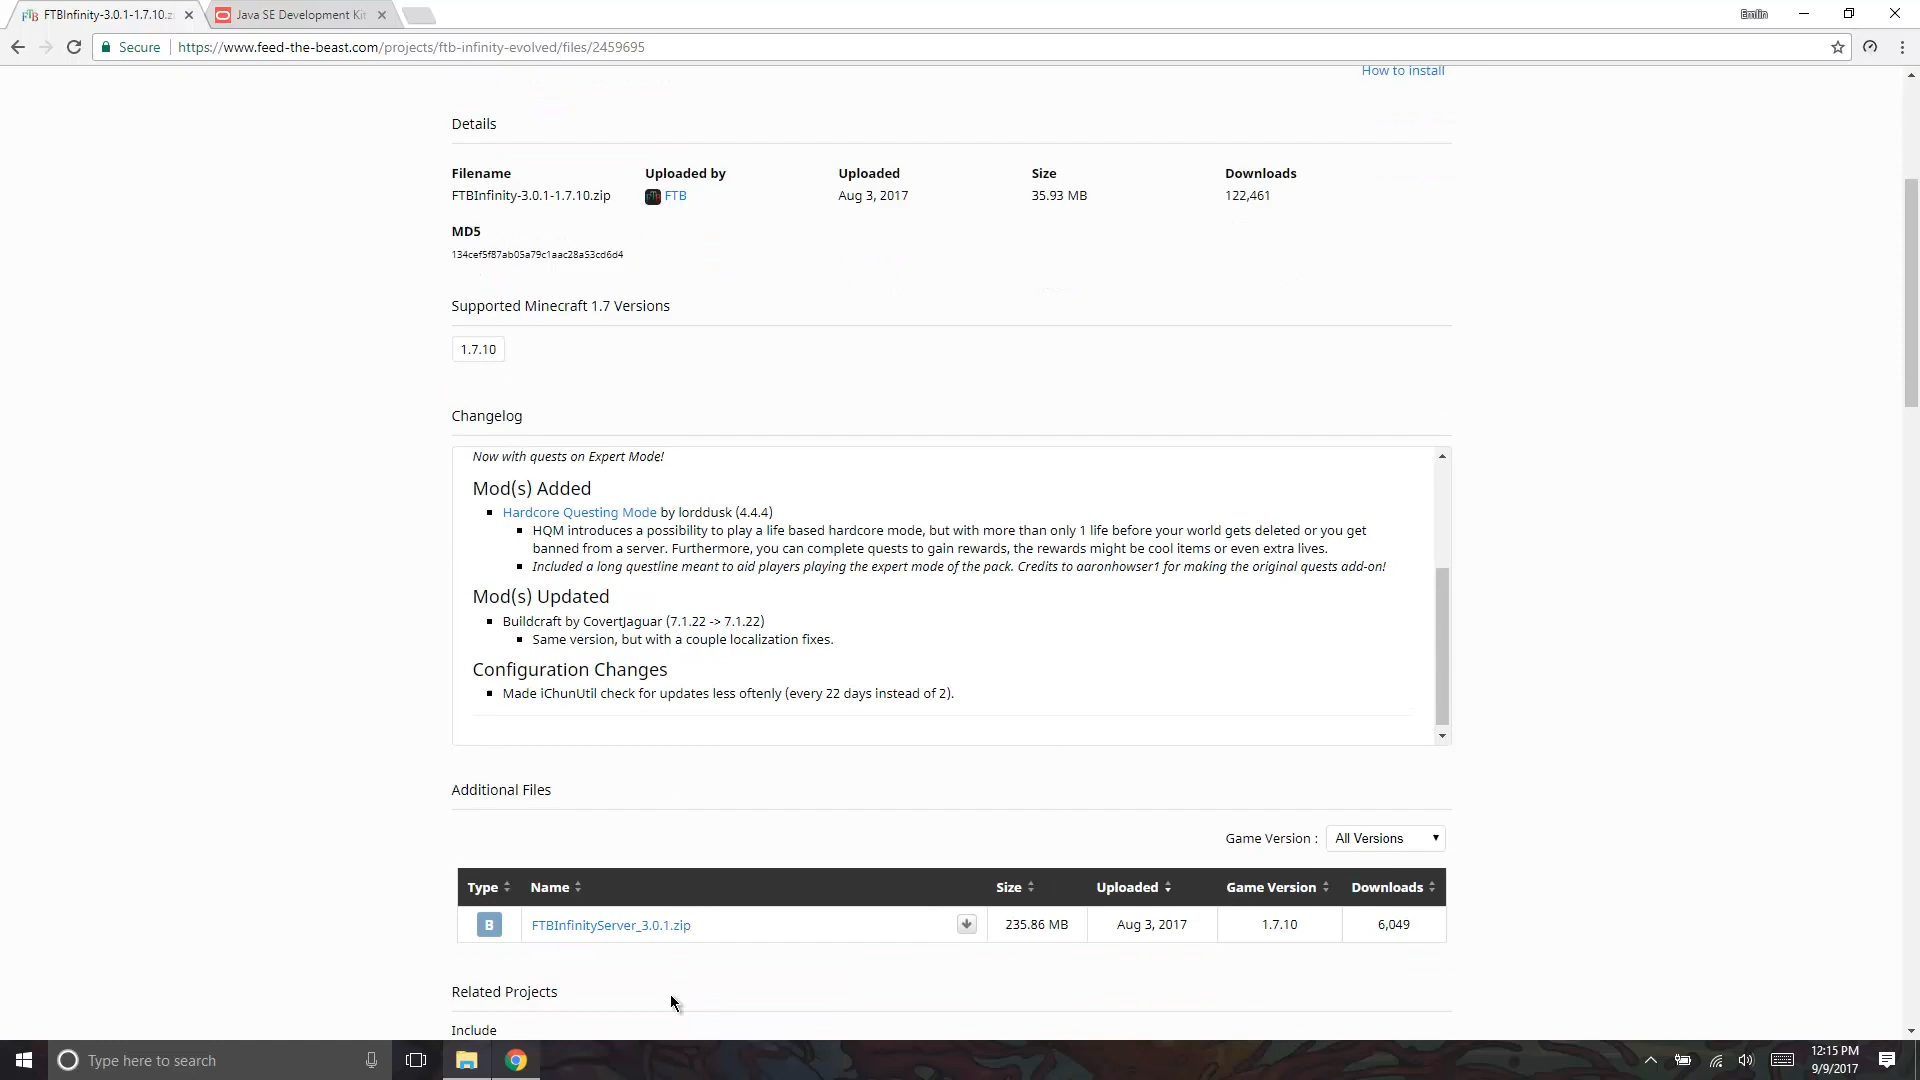 FTBInfinity-3.0.1-1.7.10.z
Java SE Development Kit
Emlin
Secure
https://www.feed-the-beast.com/projects/ftb-infinity-evolved/files/2459695
How to install
Details
Filename Uploaded by Uploaded Size Downloads
FTBInfinity-3.0.1-1.7.10.zip FTB Aug 3, 2017 35.93 MB 122,461
MD5
134cef5f87ab05a79c1aac28a53cd6d4
Supported Minecraft 1.7 Versions
1.7.10
Changelog
Now with quests on Expert Mode!
Mod(s) Added
Hardcore Questing Mode by lorddusk (4.4.4)
HQM introduces a possibility to play a life based hardcore mode, but with more than only 1 life before your world gets deleted or you get
banned from a server. Furthermore, you can complete quests to gain rewards, the rewards might be cool items or even extra lives.
Included a long questline meant to aid players playing the expert mode of the pack. Credits to aaronhowser1 for making the original quests add-on!
Mod(s) Updated
Buildcraft by CovertJaguar (7.1.22 -> 7.1.22)
Same version, but with a couple localization fixes.
Configuration Changes
Made iChunUtil check for updates less oftenly (every 22 days instead of 2).
Additional Files
Game Version : All Versions
Type Name Size Uploaded Game Version Downloads
B FTBInfinityServer_3.0.1.zip 235.86 MB Aug 3, 2017 1.7.10 6,049
Related Projects
Include
Type here to search
12:15 PM
9/9/2017